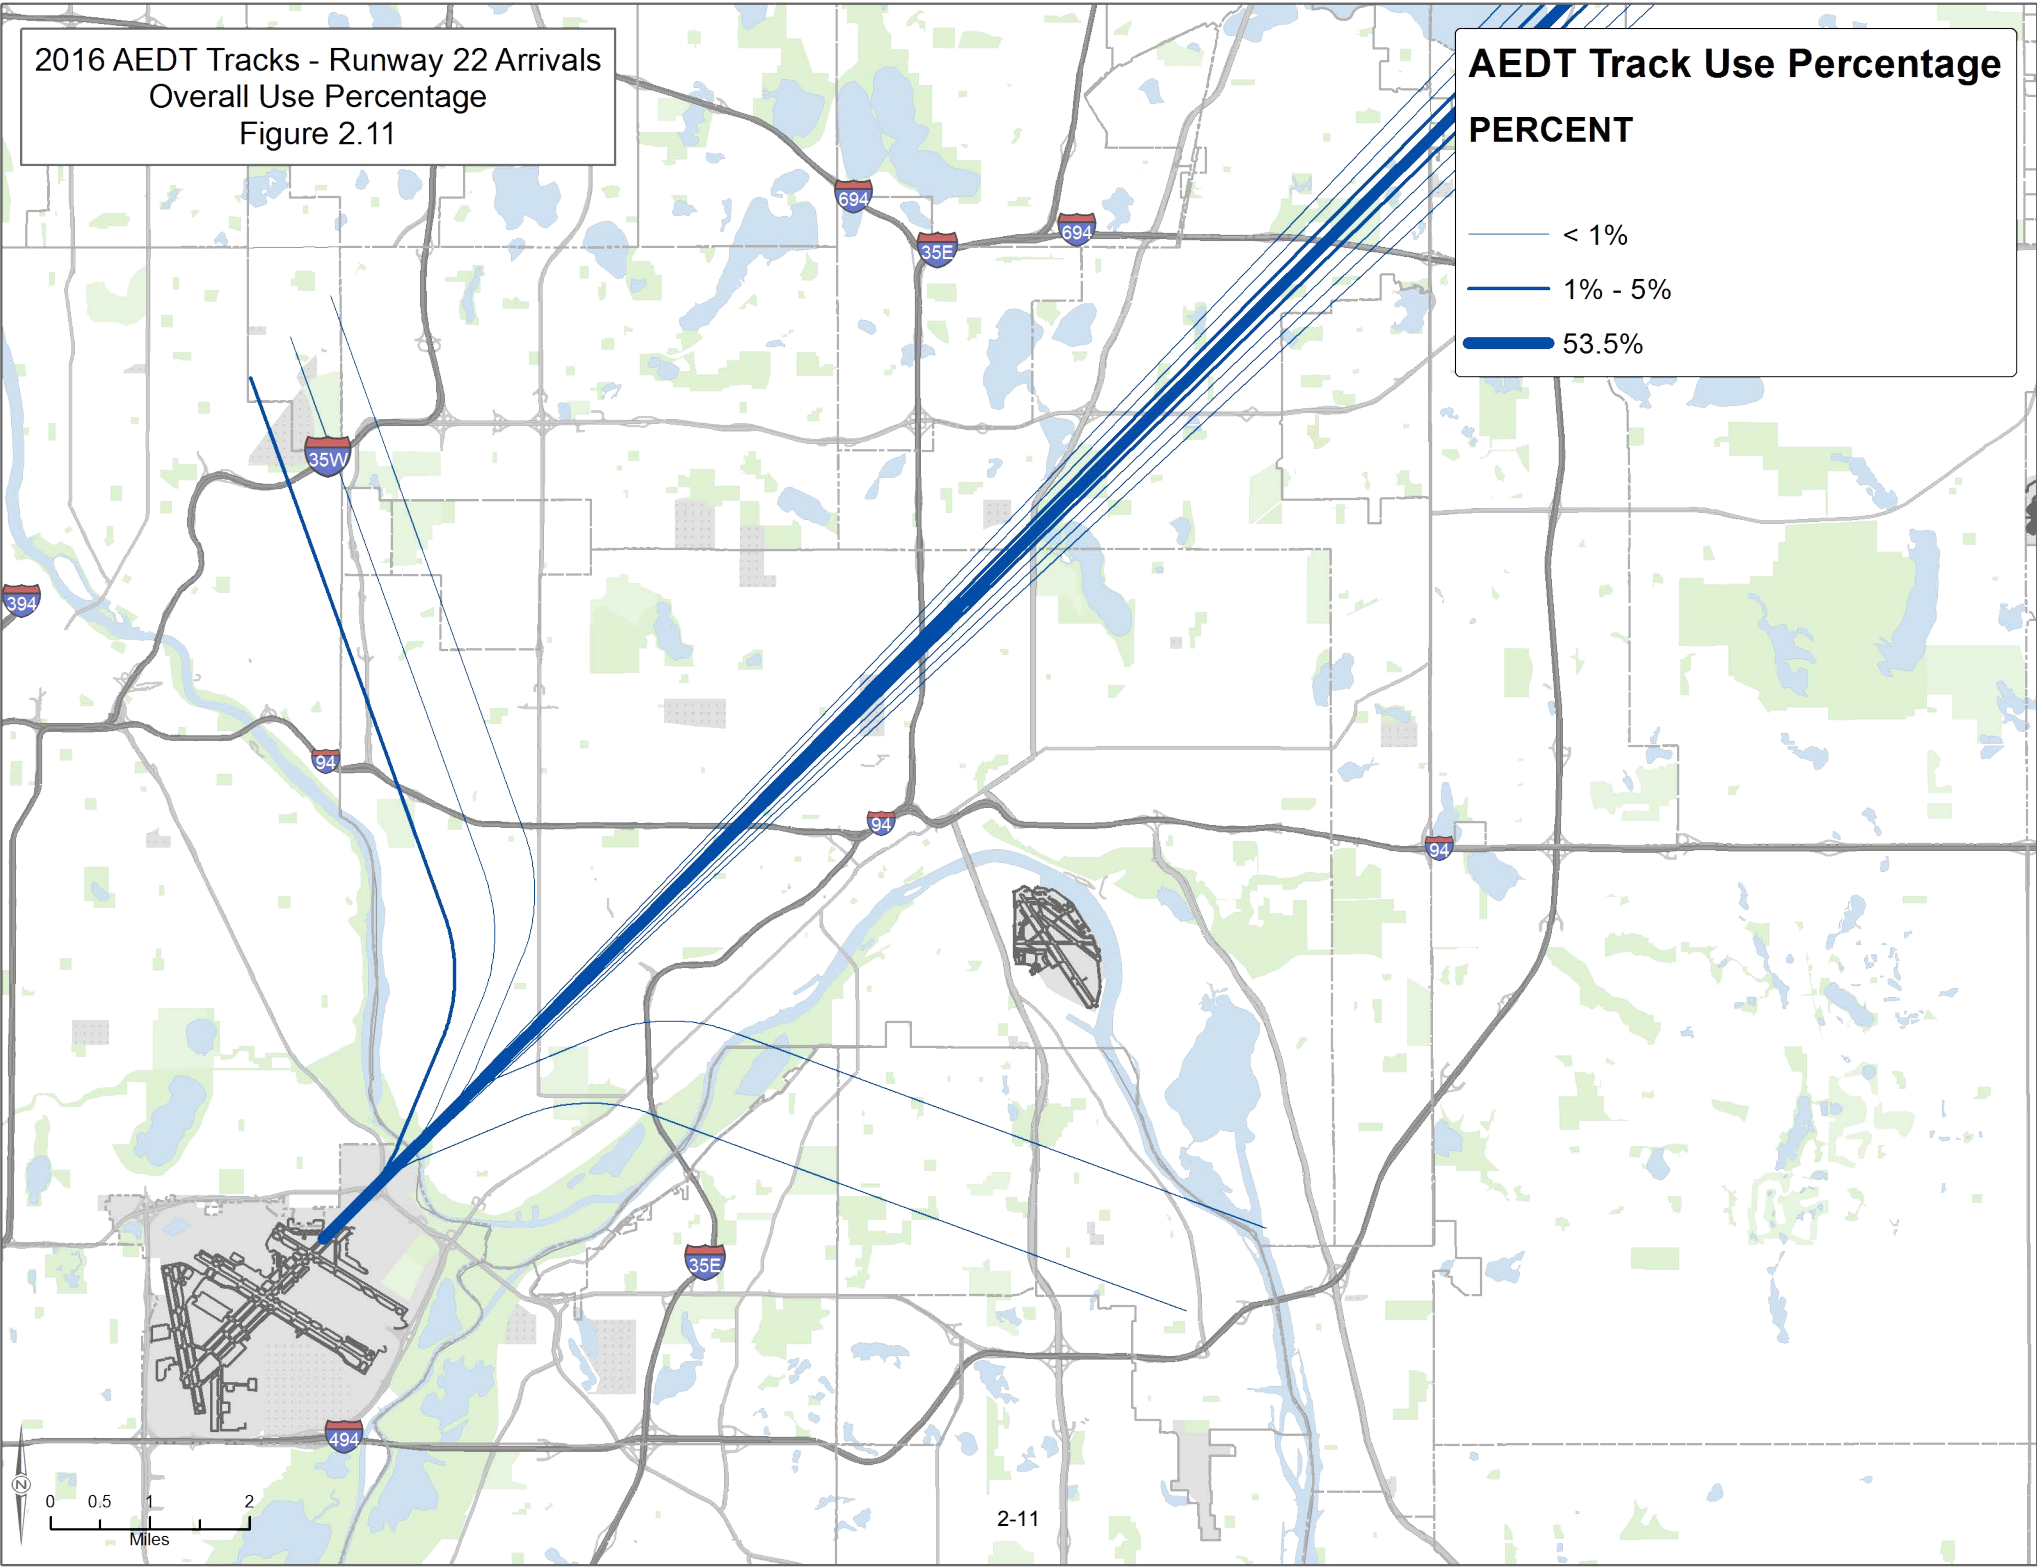 2016 AEDT Tracks - Runway 22 Arrivals
Overall Use Percentage
Figure 2.11
AEDT Track Use Percentage
PERCENT
< 1%
1% - 5%
53.5%
694
35E
694
35W
394
94
94
94
35E
494
N
0 0.5 1 2
Miles
2-11